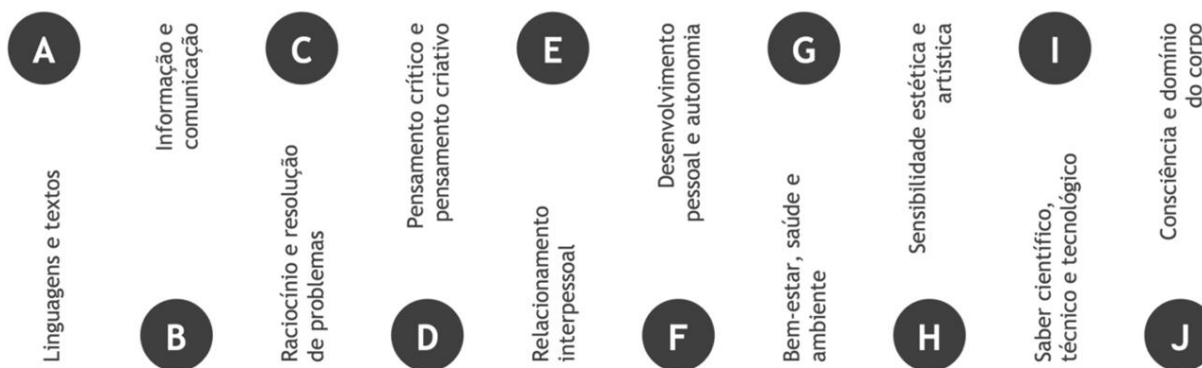 A
Linguagens e textos
B
Informação e
comunicação
C
Raciocínio e resolução
de problemas
D
Pensamento crítico e
pensamento criativo
E
Relacionamento
interpessoal
F
Desenvolvimento
pessoal e autonomia
G
Bem-estar, saúde e
ambiente
H
Sensibilidade estética e
artística
I
Saber científico,
técnico e tecnológico
J
Consciência e domínio
do corpo